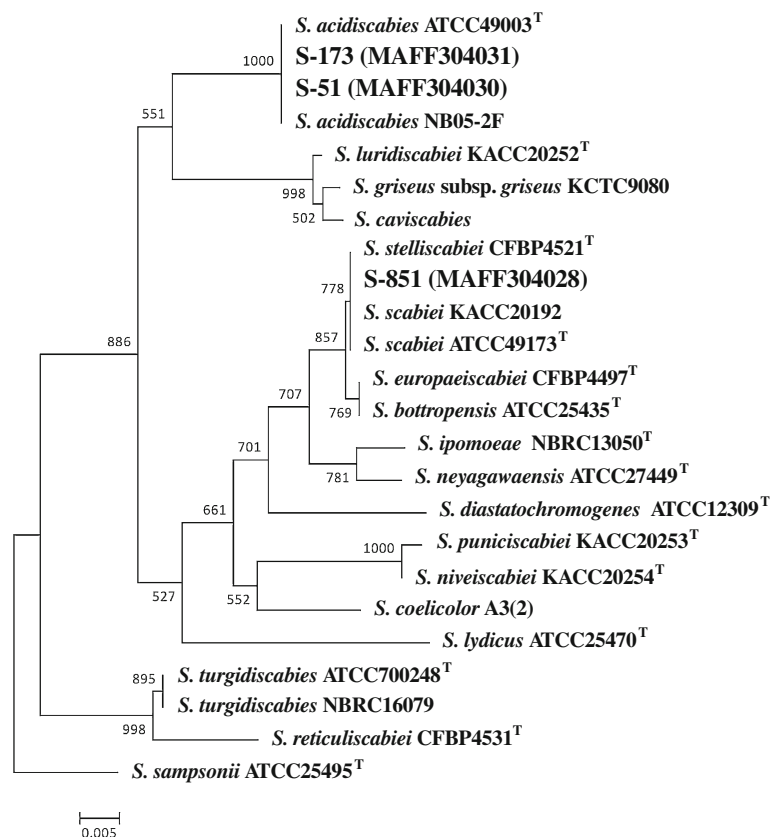 S. acidiscabies ATCC49003T
S-173 (MAFF304031)
1000
S-51 (MAFF304030)
S. acidiscabies NB05-2F
551
S. luridiscabiei KACC20252T
S. griseus subsp. griseus KCTC9080
998
S. caviscabies
502
S. stelliscabiei CFBP4521T
S-851 (MAFF304028)
778
S. scabiei KACC20192
S. scabiei ATCC49173T
857
886
S. europaeiscabiei CFBP4497T
707
S. bottropensis ATCC25435T
769
S. ipomoeae NBRC13050T
701
S. neyagawaensis ATCC27449T
781
S. diastatochromogenes ATCC12309T
661
S. puniciscabiei KACC20253T
1000
S. niveiscabiei KACC20254T
527
552
S. coelicolor A3(2)
S. lydicus ATCC25470T
S. turgidiscabies ATCC700248T
895
S. turgidiscabies NBRC16079
998
S. reticuliscabiei CFBP4531T
S. sampsonii ATCC25495T
0.005